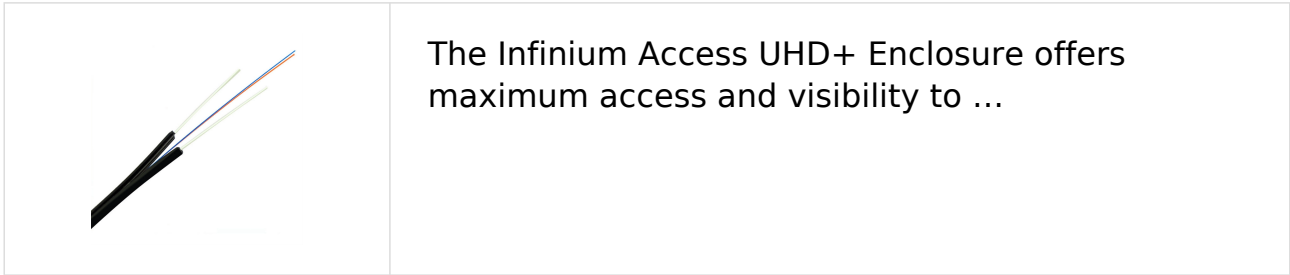 The Infinium Access UHD+ Enclosure offers
maximum access and visibility to ...